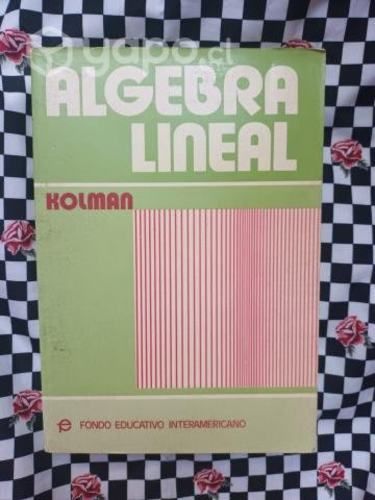 yapo.cl
ALGEBRA
LINEAL
KOLMAN
FONDO EDUCATIVO INTERAMERICANO